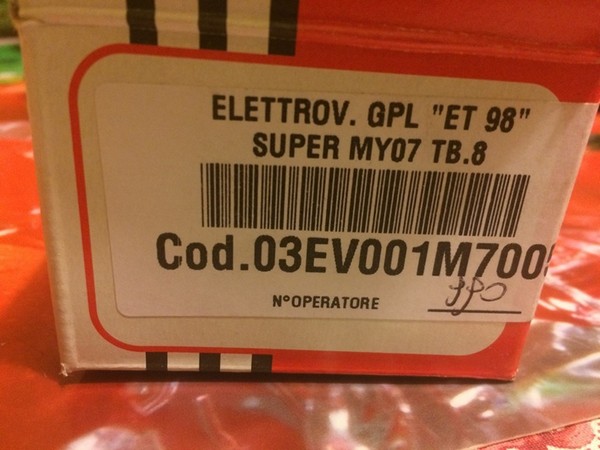 ELETTROV. GPL "ET 98"
SUPER MY07 TB.8
Cod.03EV001M700
N°OPERATORE